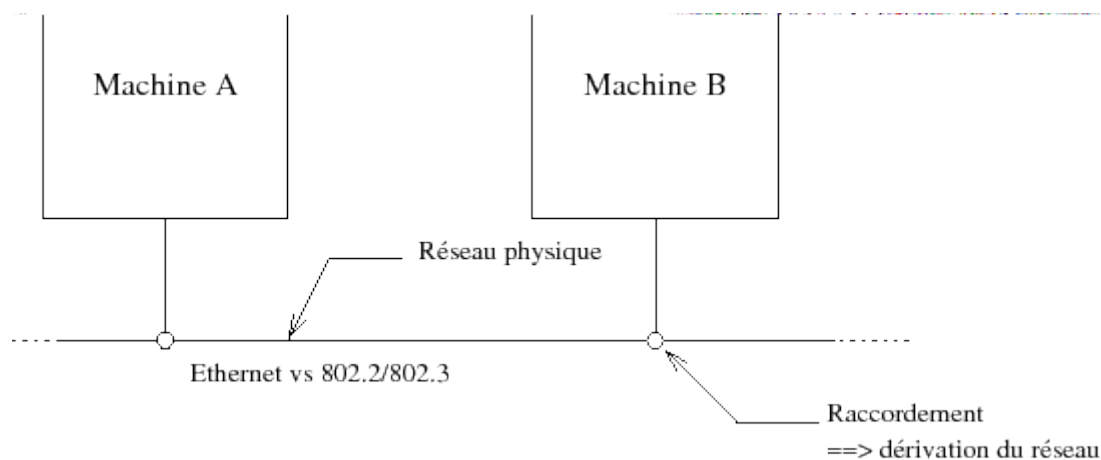 Machine A
Machine B
Réseau physique
Ethernet vs 802.2/802.3
Raccordement
==> dérivation du réseau